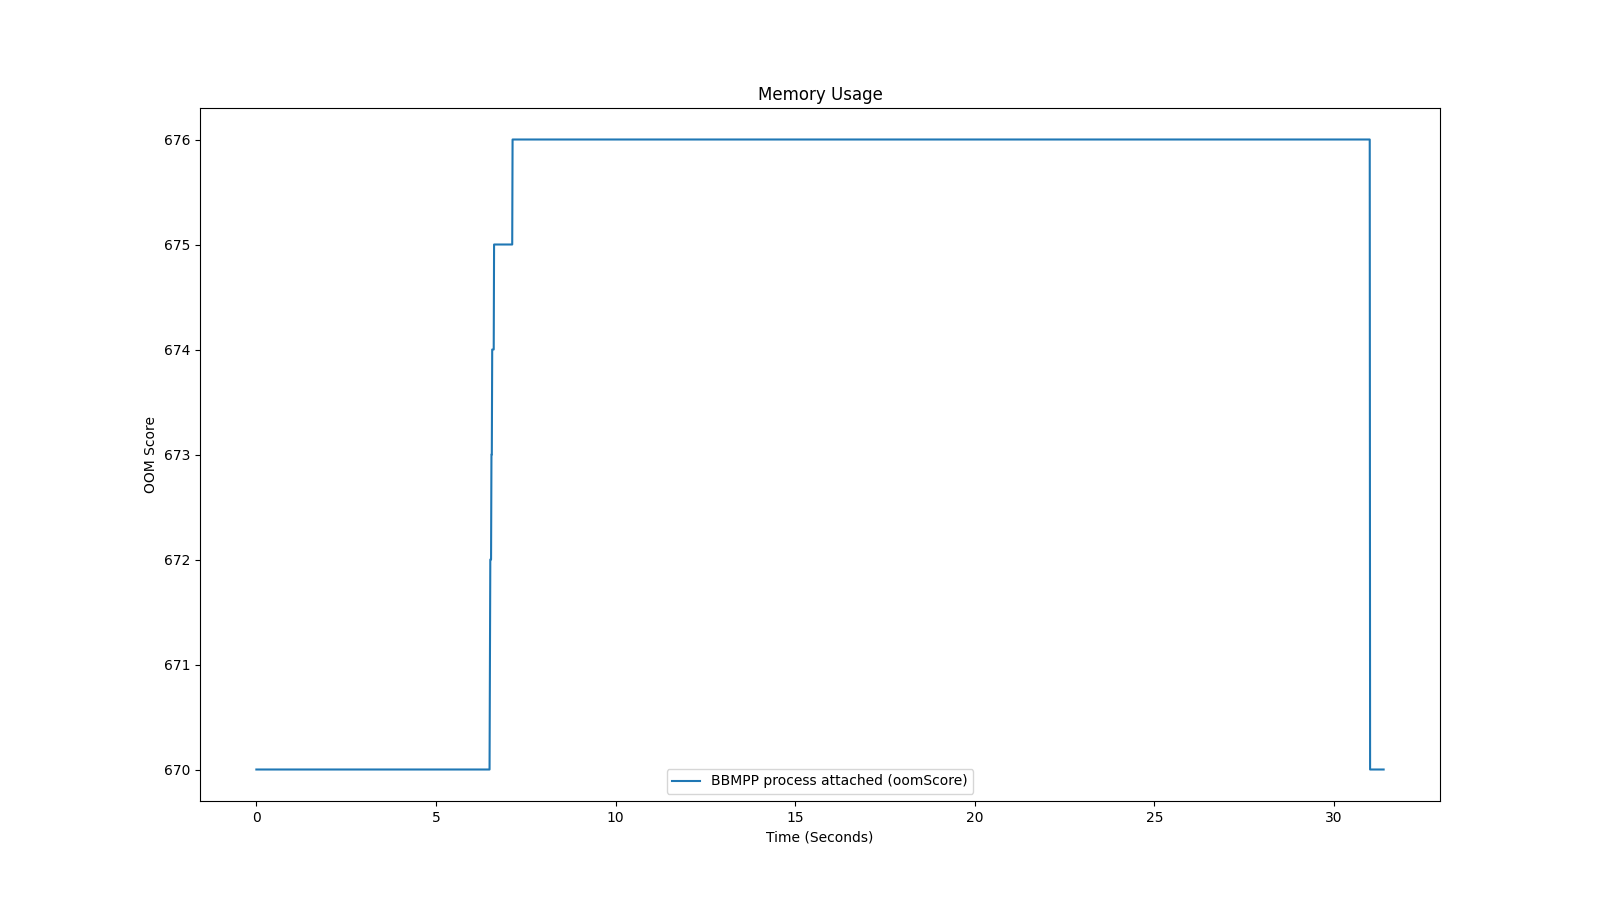 Memory Usage
676
675
674
673
672
671
670
OOM Score
BBMPP process attached (oomScore)
0 5 10 15 20 25 30
Time (Seconds)